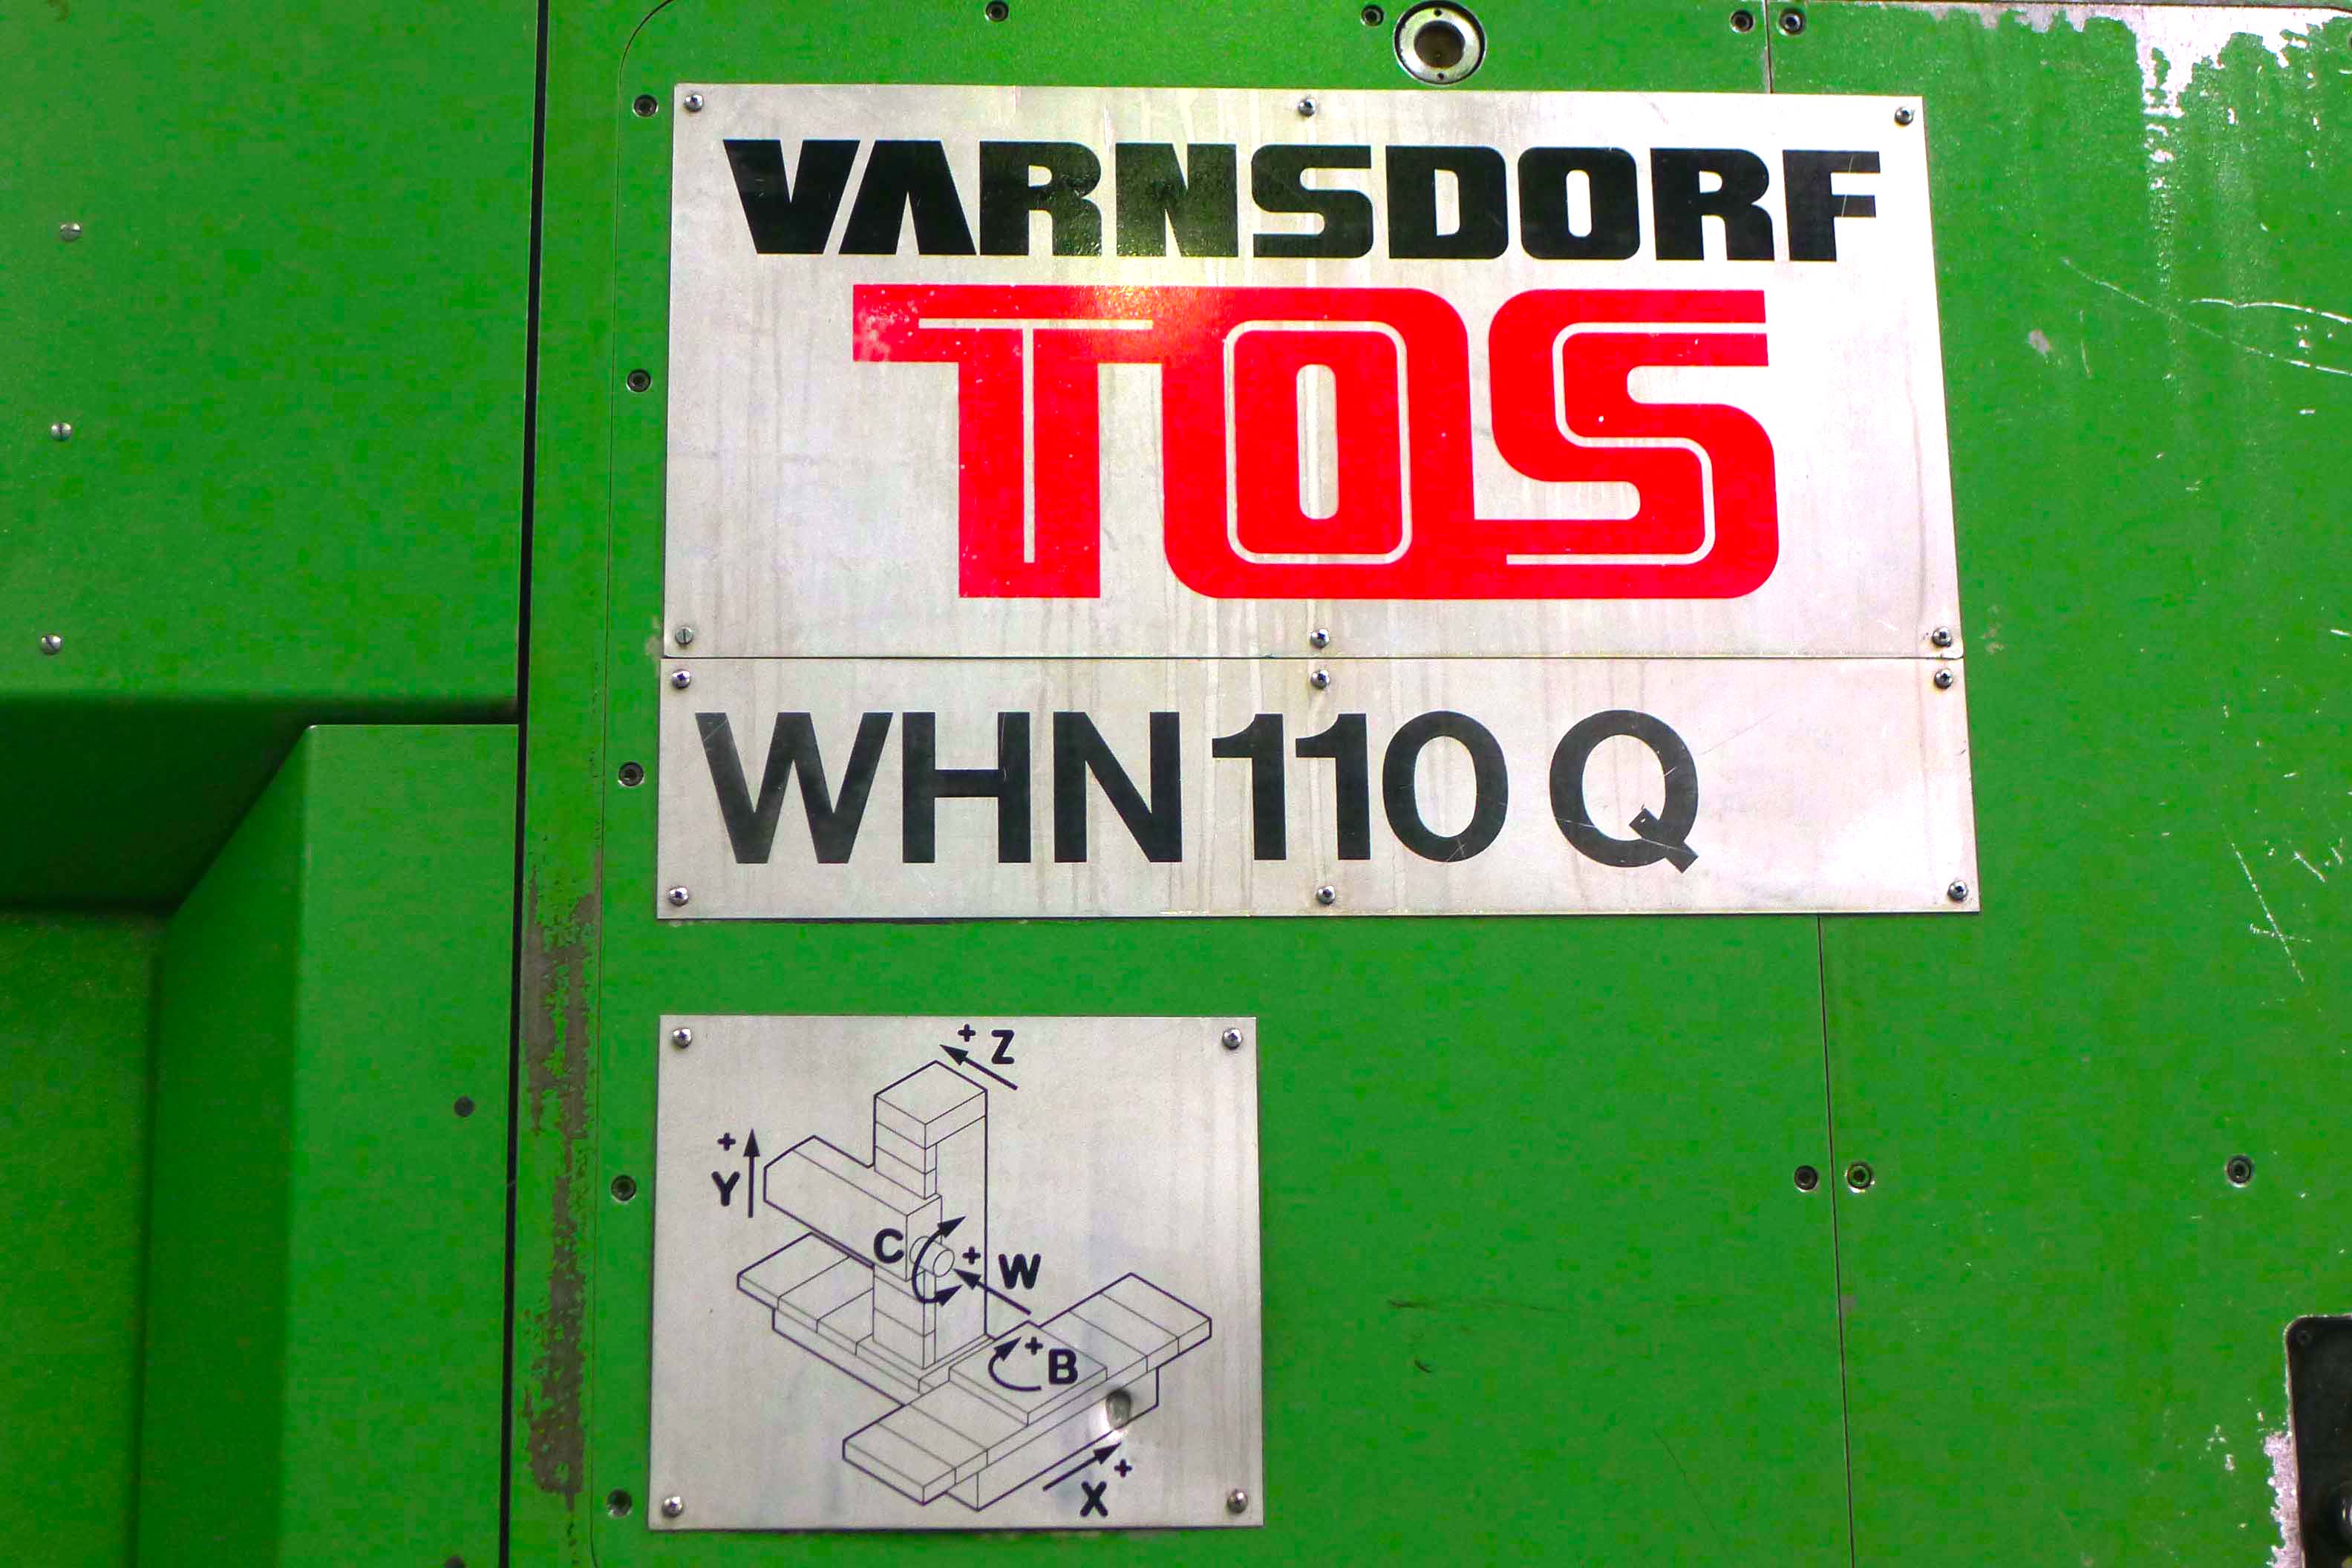 VARNSDORF
TOS
WHN 110 Q
+ Z
+
Y
C + W
+ B
X +